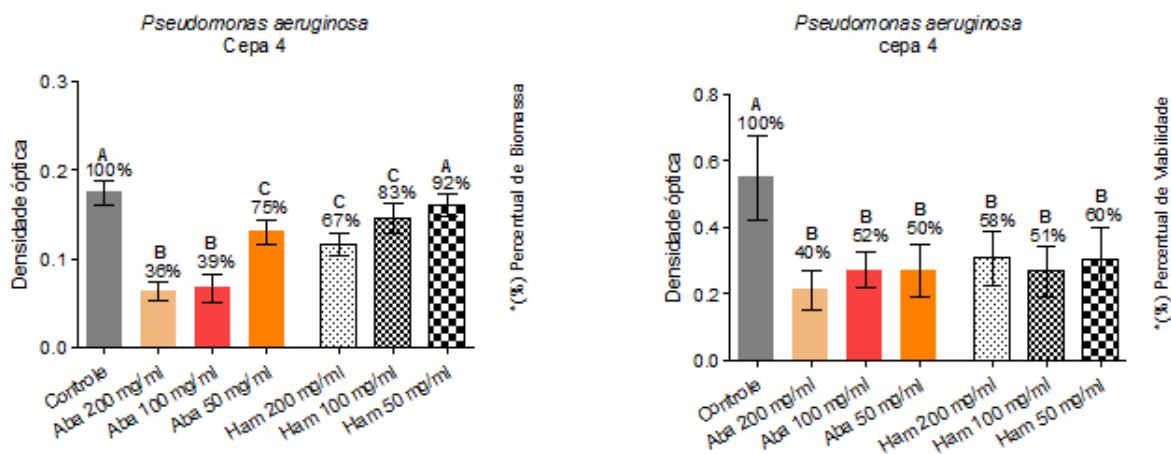 Pseudomonas aeruginosa
Cepa 4
Densidade óptica
0.3
0.2
0.1
0.0
A
100%
B
36%
B
39%
C
75%
C
67%
C
83%
A
92%
Controle
Aba 200 mg/ml
Aba 100 mg/ml
Aba 50 mg/ml
Ham 200 mg/ml
Ham 100 mg/ml
Ham 50 mg/ml
*(%) Percentual de Biomassa
Pseudomonas aeruginosa
cepa 4
Densidade óptica
0.8
0.6
0.4
0.2
0.0
A
100%
B
40%
B
52%
B
50%
B
58%
B
51%
B
60%
Controle
Aba 200 mg/ml
Aba 100 mg/ml
Aba 50 mg/ml
Ham 200 mg/ml
Ham 100 mg/ml
Ham 50 mg/ml
*(%) Percentual de Viabilidade